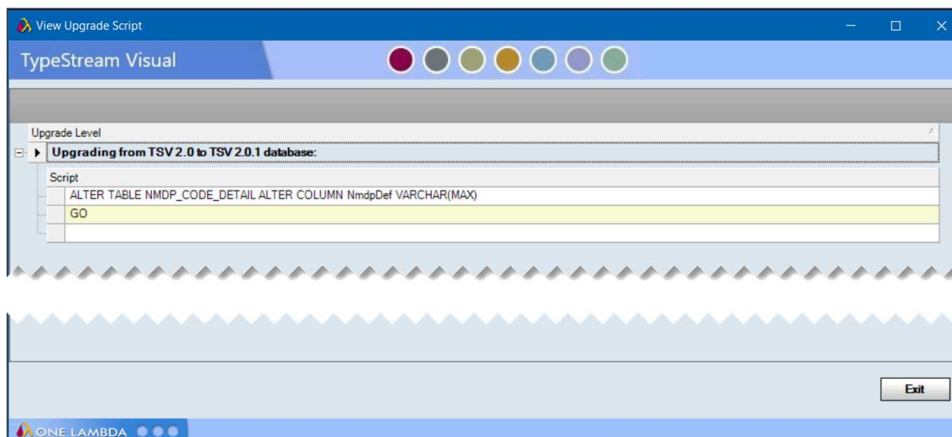 View Upgrade Script
TypeStream Visual
Upgrade Level
Upgrading from TSV 2.0 to TSV 2.0.1 database:
Script
ALTER TABLE NMDP_CODE_DETAIL ALTER COLUMN NmdpDef VARCHAR(MAX)
GO
Exit
ONE LAMBDA